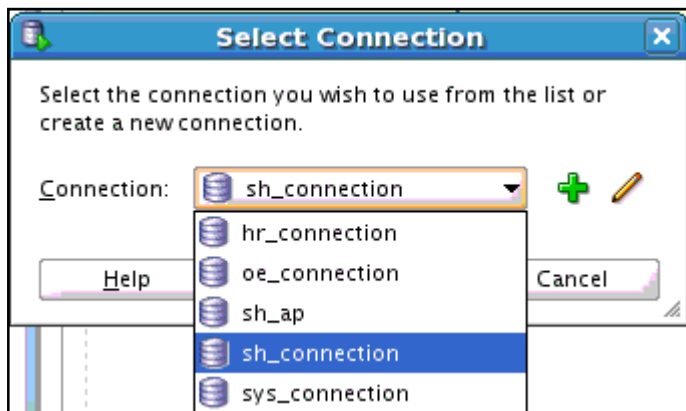 Select Connection
Select the connection you wish to use from the list or
create a new connection.
Connection: sh_connection
hr_connection
oe_connection
Help
Cancel
sh_ap
sh_connection
sys_connection